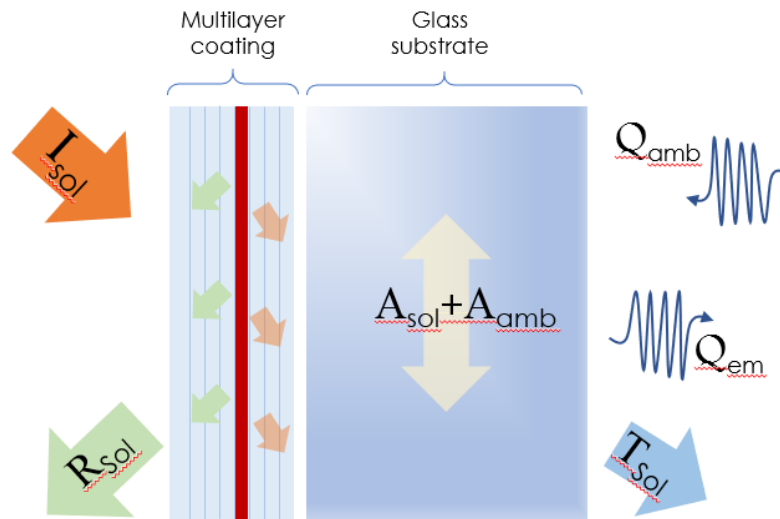 Multilayer
coating
Glass
substrate
Isol
Qamb
Asol+Aamb
Qem
RSol
TSol